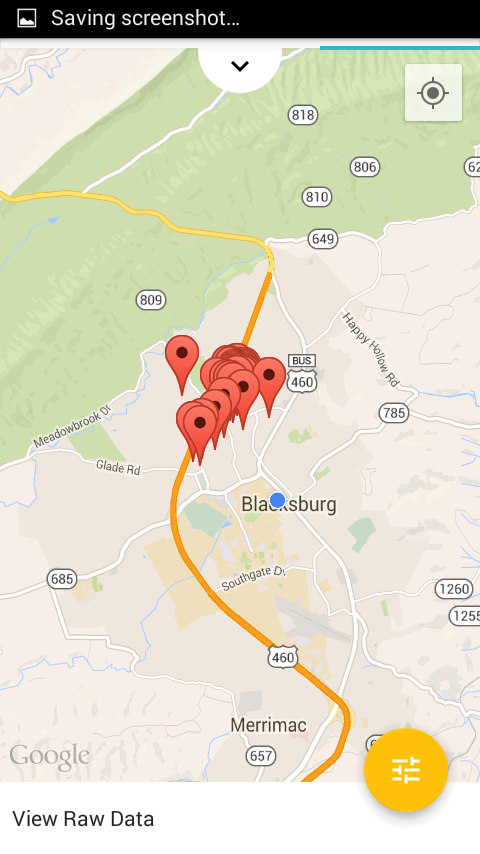 Saving screenshot...
818
806
62
810
649
809
Happy Hollow Rd
BUS
460
785
Meadowbrook Dr
Glade Rd
Blacksburg
685
Southgate Dr
1260
1255
460
Merrimac
657
Google
View Raw Data